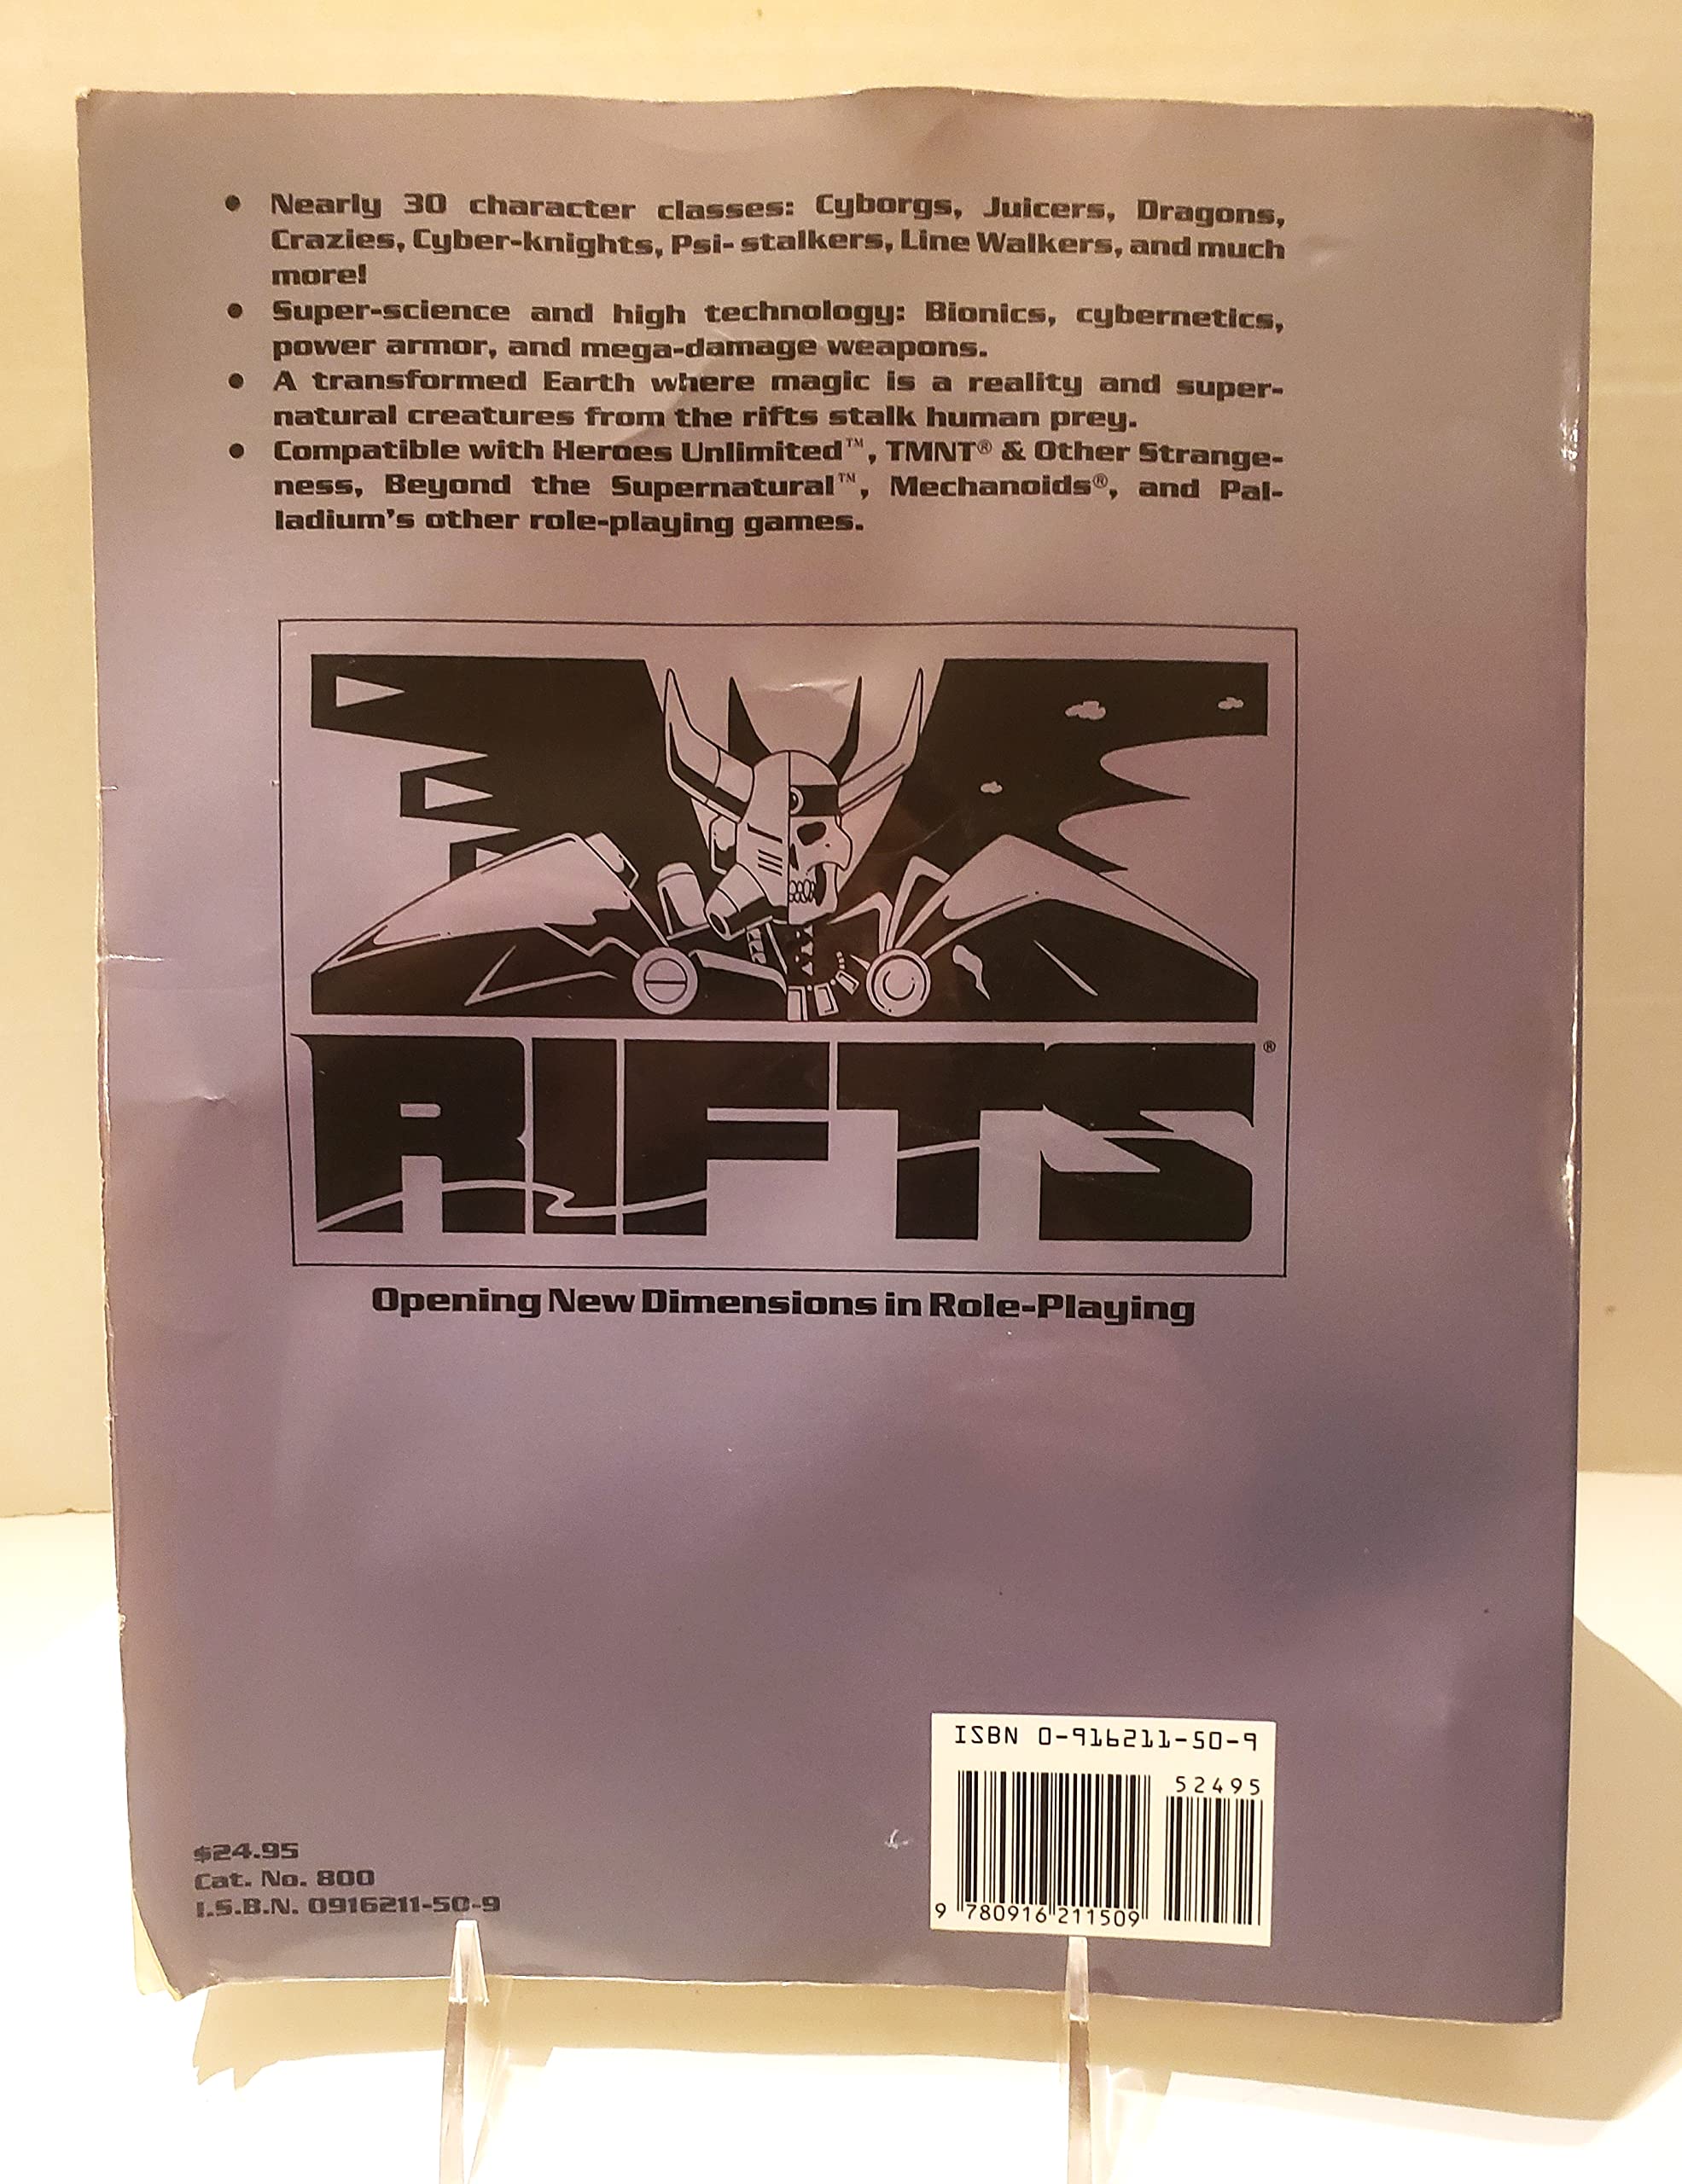 • Nearly 30 character classes: Cyborgs, Juicers, Dragons,
Crazies, Cyber-knights, Psi- stalkers, Line Walkers, and much
more!
• Super-science and high technology: Bionics, cybernetics,
power armor, and mega-damage weapons.
• A transformed Earth where magic is a reality and super-
natural creatures from the rifts stalk human prey.
• Compatible with Heroes Unlimited™, TMNT® & Other Strange-
ness, Beyond the Supernatural™, Mechanoids®, and Pal-
ladium's other role-playing games.
RIFTS®
Opening New Dimensions in Role-Playing
$24.95
Cat. No. 800
I.S.B.N. 0916211-50-9
ISBN 0-916211-50-9
52495
9 780916 211509